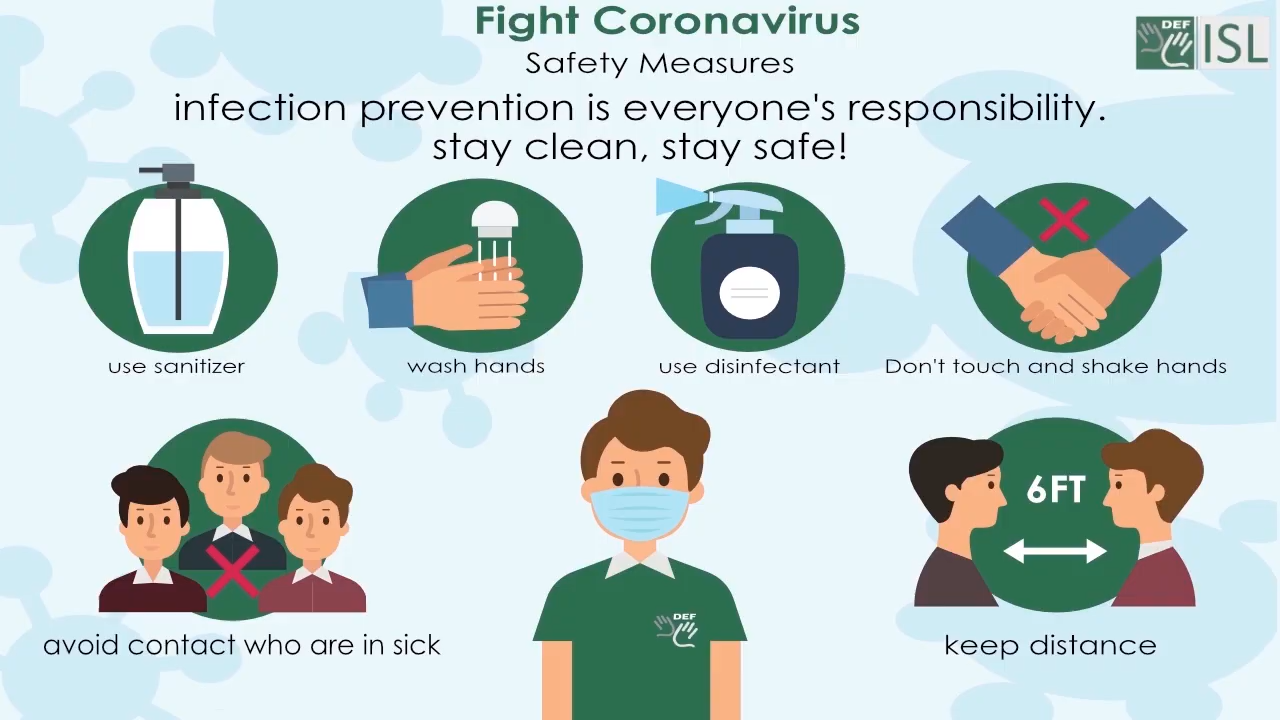 Fight Coronavirus
DEF
ISL
Safety Measures
infection prevention is everyone's responsibility.
stay clean, stay safe!
use sanitizer
wash hands
use disinfectant
Don't touch and shake hands
6FT
DEF
avoid contact who are in sick
keep distance